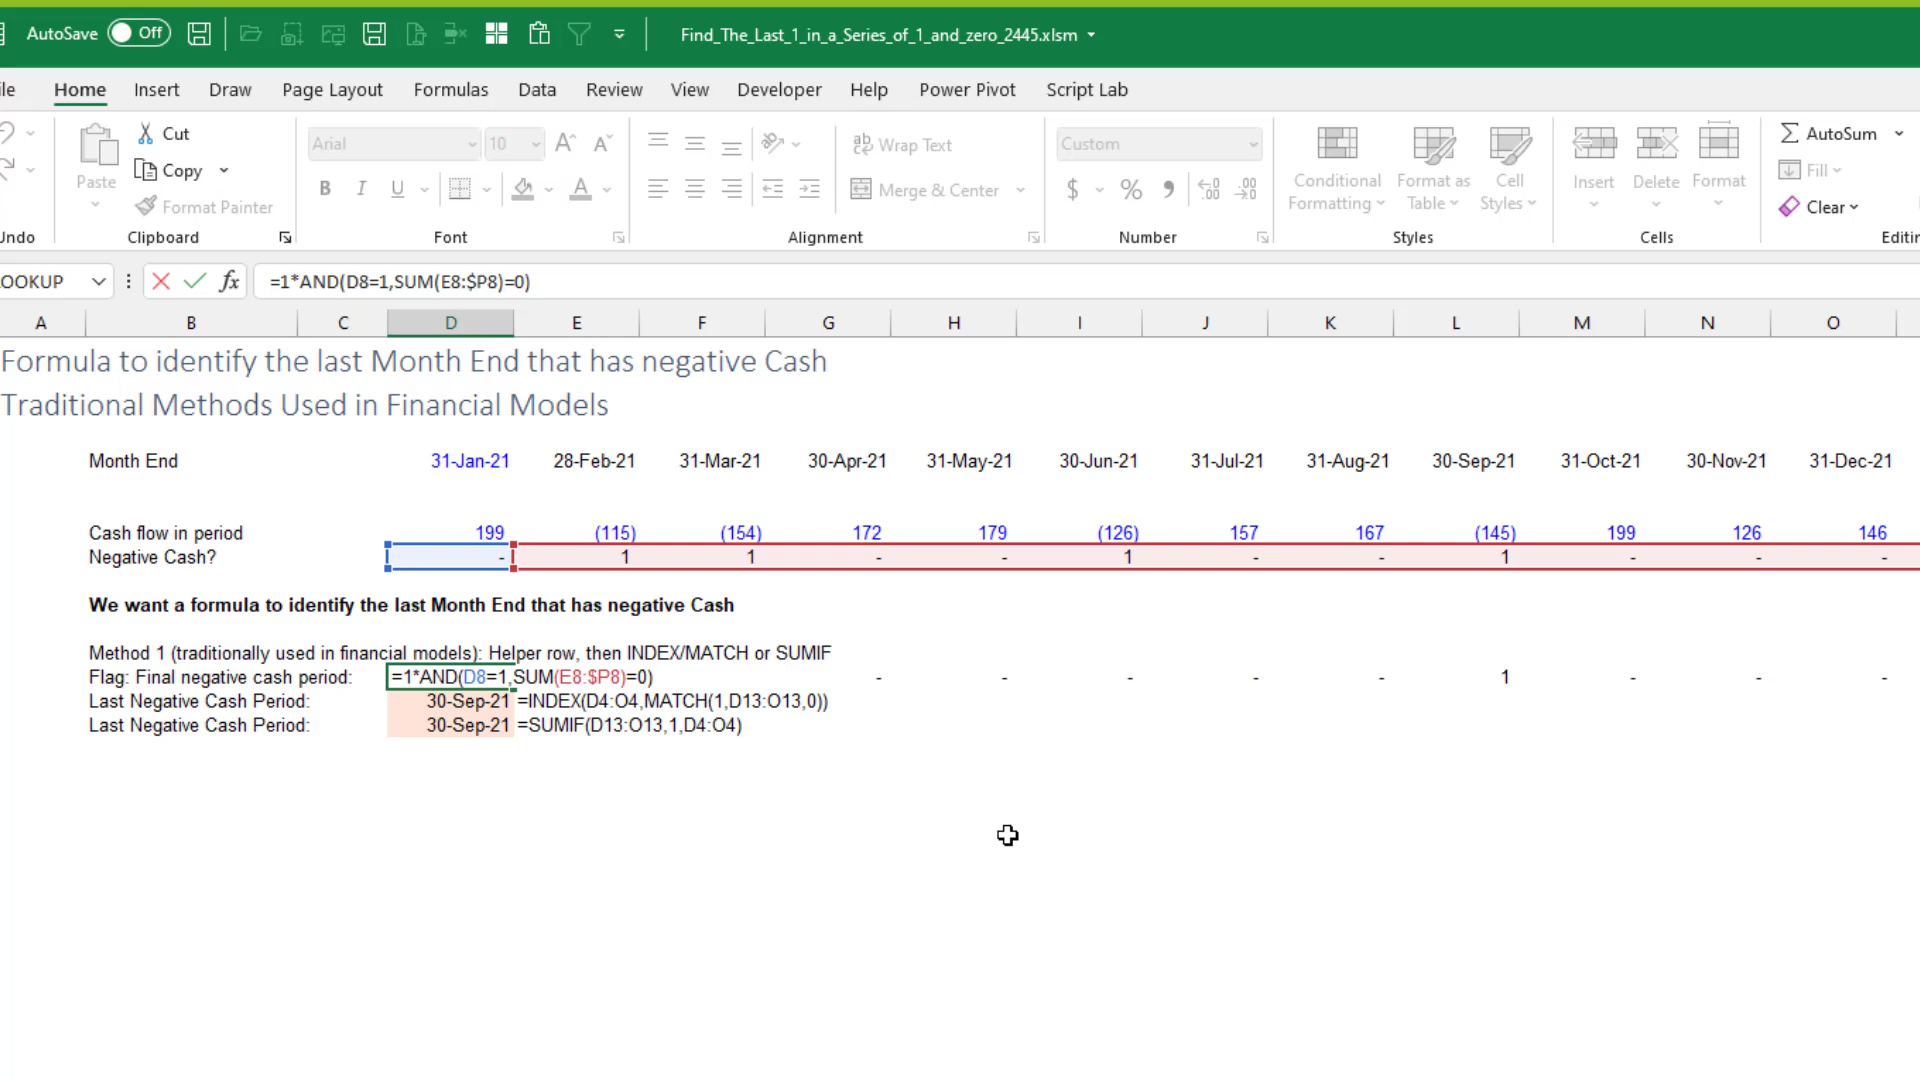 AutoSave Off Find_The_Last_1_in_a_Series_of_1_and_zero_2445.xlsm
ile Home Insert Draw Page Layout Formulas Data Review View Developer Help Power Pivot Script Lab
Cut Arial 10 Wrap Text Custom AutoSum
Paste Copy B I U Merge & Center $ % Conditional Formatting Format as Table Cell Styles Insert Delete Format Fill
Format Painter Clear
Undo Clipboard Font Alignment Number Styles Cells Editin
OOKUP fx =1*AND(D8=1,SUM(E8:$P8)=0)
A B C D E F G H I J K L M N O
Formula to identify the last Month End that has negative Cash
Traditional Methods Used in Financial Models
Month End 31-Jan-21 28-Feb-21 31-Mar-21 30-Apr-21 31-May-21 30-Jun-21 31-Jul-21 31-Aug-21 30-Sep-21 31-Oct-21 30-Nov-21 31-Dec-21
Cash flow in period 199 (115) (154) 172 179 (126) 157 167 (145) 199 126 146
Negative Cash? - 1 1 - - 1 - - 1 - - -
We want a formula to identify the last Month End that has negative Cash
Method 1 (traditionally used in financial models): Helper row, then INDEX/MATCH or SUMIF
Flag: Final negative cash period: =1*AND(D8=1,SUM(E8:$P8)=0) - - - - - 1 - - -
Last Negative Cash Period: 30-Sep-21 =INDEX(D4:O4,MATCH(1,D13:O13,0))
Last Negative Cash Period: 30-Sep-21 =SUMIF(D13:O13,1,D4:O4)